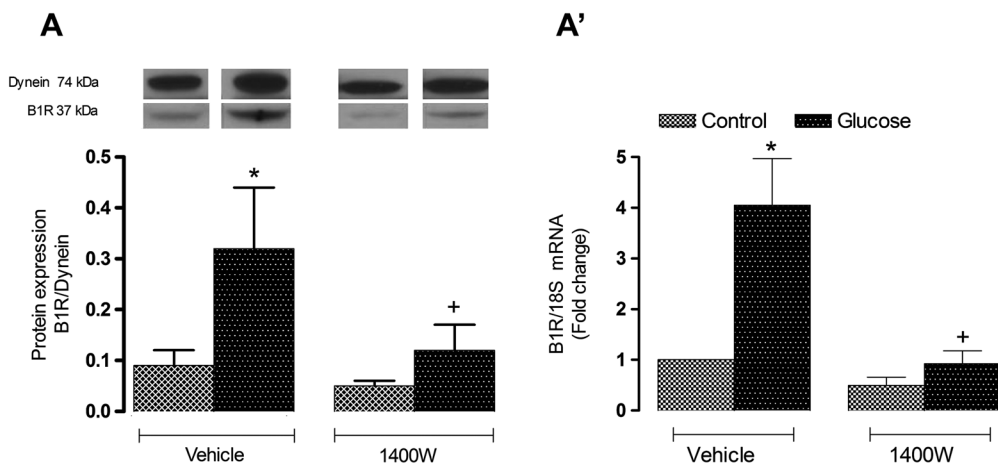 A
Dynein 74 kDa
B1R 37 kDa
Protein expression
B1R/Dynein
0.5
0.4
0.3
0.2
0.1
0.0
*
+
Vehicle
1400W
A'
Control
Glucose
B1R/18S mRNA
(Fold change)
5
4
3
2
1
0
*
+
Vehicle
1400W